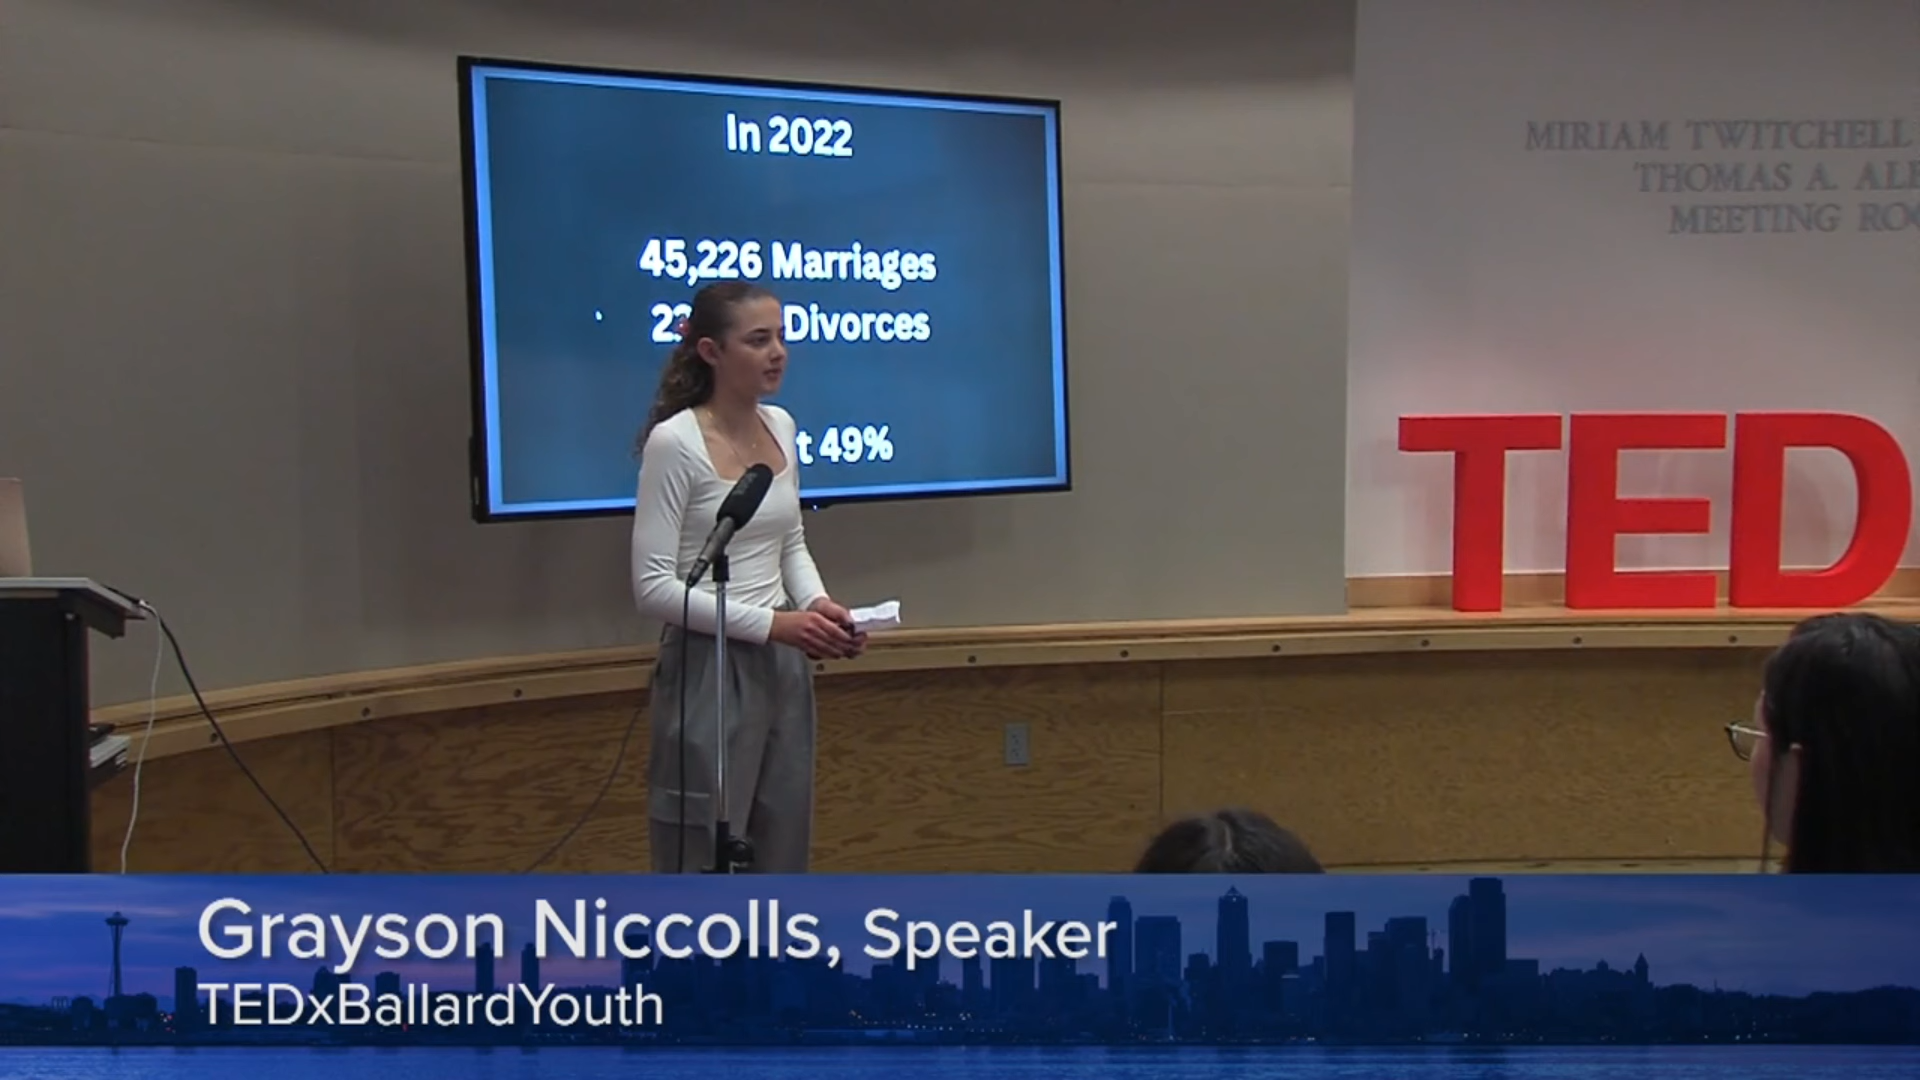 In 2022
45,226 Marriages
Divorces
49%
MIRIAM TWITCHELL
THOMAS A.
MEETING
TED
Grayson Niccolls, Speaker
TEDxBallardYouth